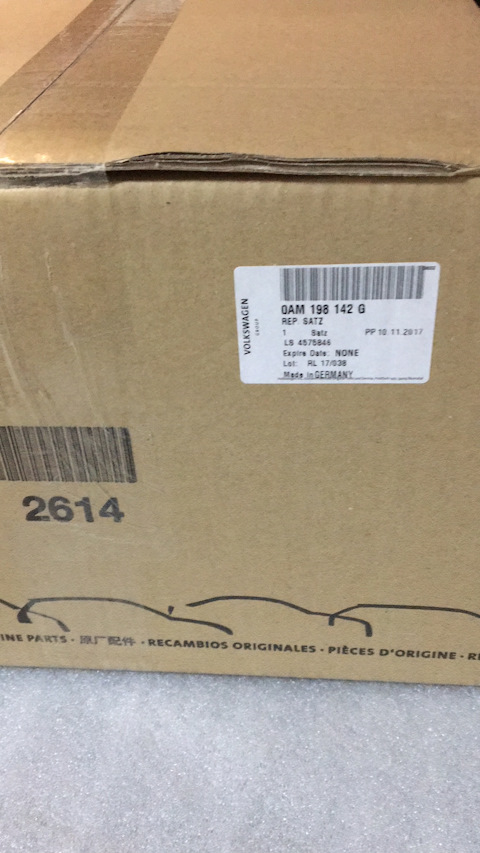 VOLKSWAGEN
GROUP
0AM 198 142 G
REP SATZ
1 Satz PP 10.11.2017
LS 4575846
Expire Date: NONE
Lot: RL 17/038
Made in GERMANY
2614
INE PARTS · 原厂配件 · RECAMBIOS ORIGINALES · PIÈCES D'ORIGINE · R